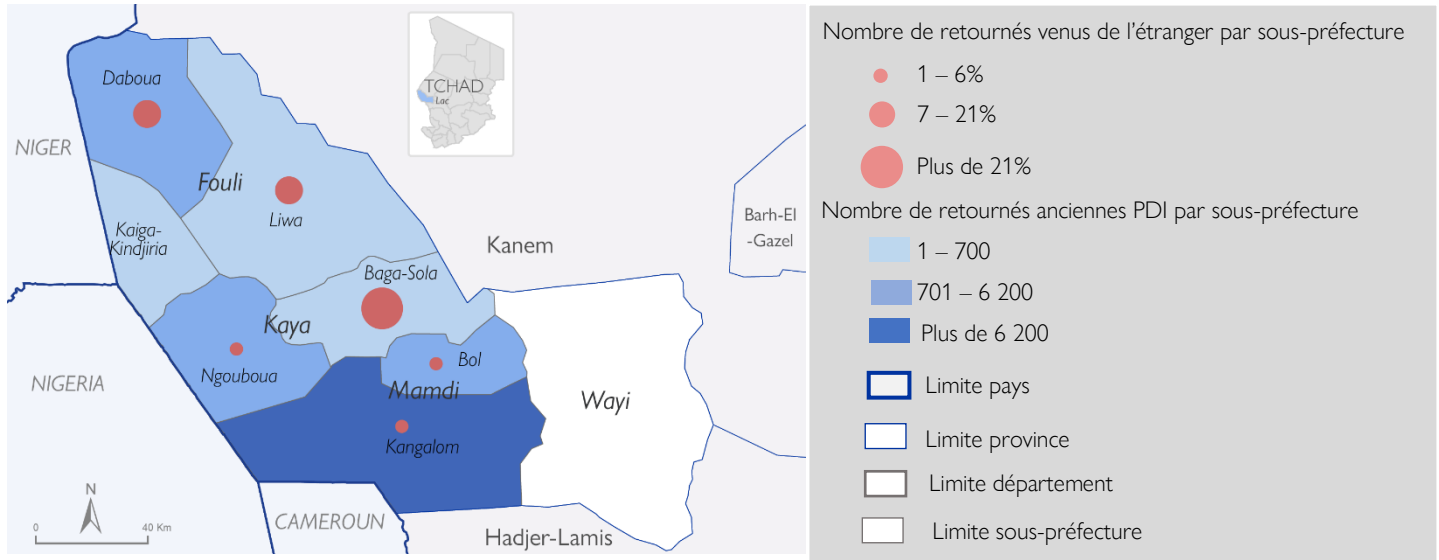 Daboua
NIGER
Fouli
Liwa
Kaiga-
Kindjiria
TCHAD
Lac
Barh-El
-Gazel
Kanem
Baga-Sola
Kaya
Ngouboua
Bol
Mamdi
NIGERIA
Wayi
Kangalom
N
0
40 Km
CAMEROUN
Hadjer-Lamis
Nombre de retournés venus de l'étranger par sous-préfecture
1 – 6%
7 – 21%
Plus de 21%
Nombre de retournés anciennes PDI par sous-préfecture
1 – 700
701 – 6 200
Plus de 6 200
Limite pays
Limite province
Limite département
Limite sous-préfecture